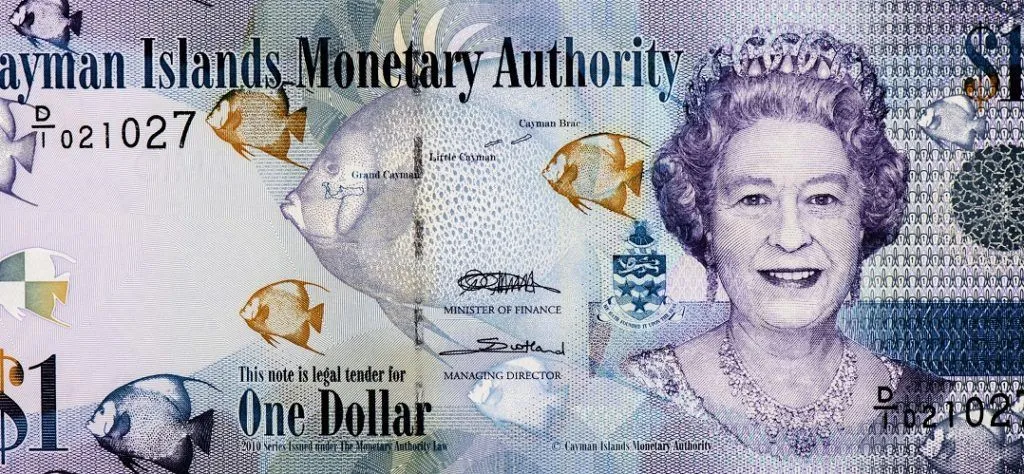 ayman Islands Monetary Authority
$1
D/1 021027
Cayman Brac
Little Cayman
Grand Cayman
MINISTER OF FINANCE
Scotland
MANAGING DIRECTOR
$1
This note is legal tender for
One Dollar
2010 Series Issued under The Monetary Authority Law
© Cayman Islands Monetary Authority
D/1 02102